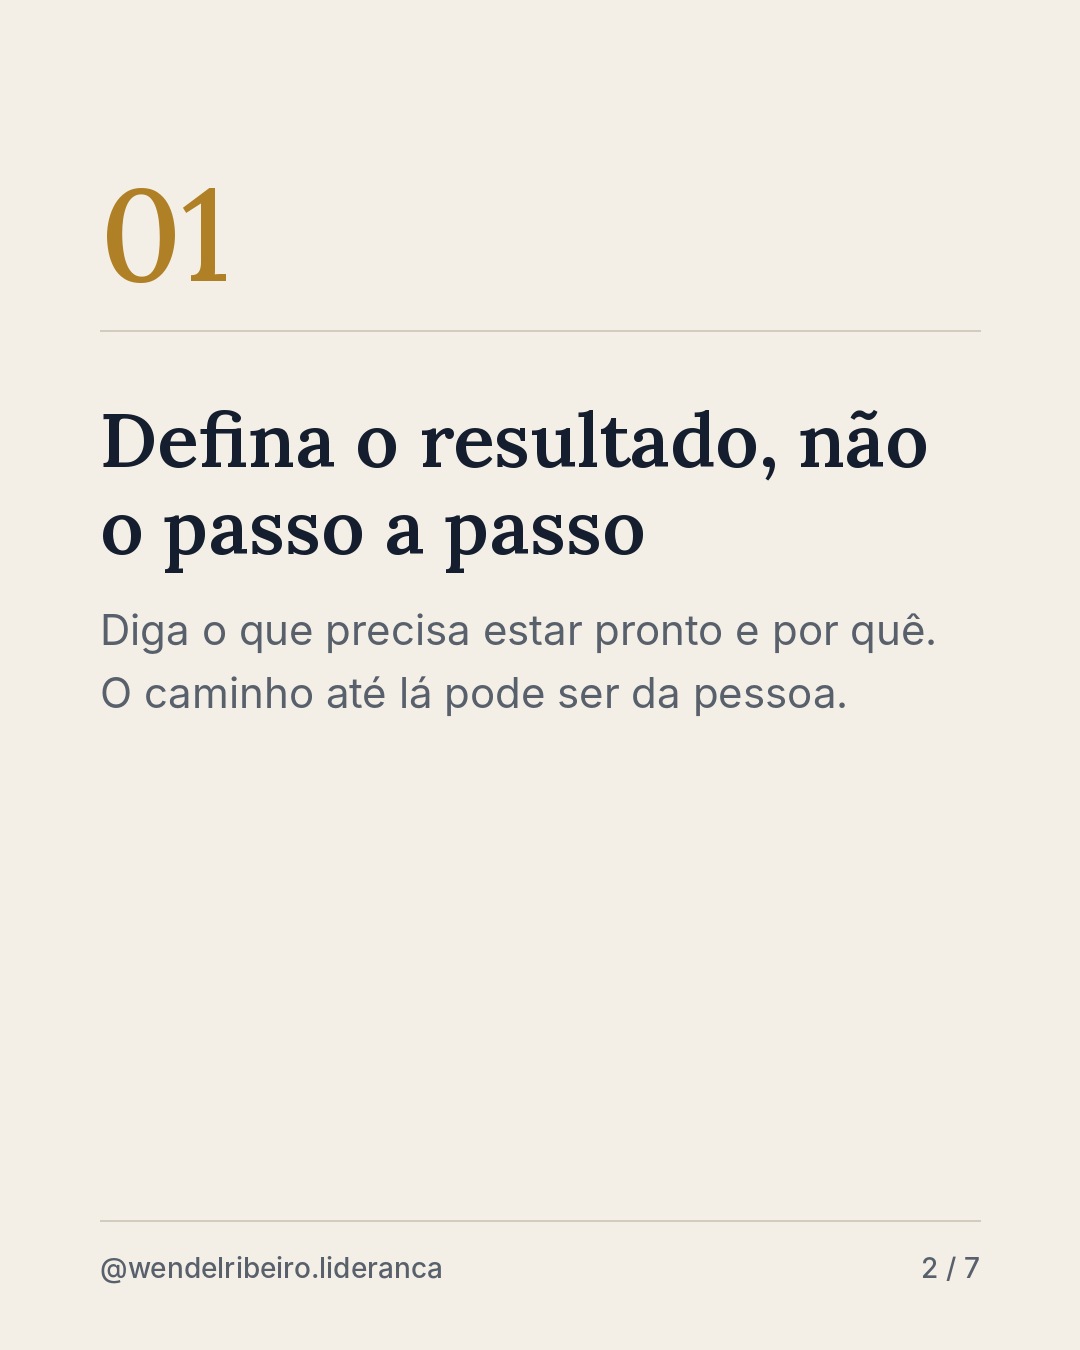 01
Defina o resultado, não
o passo a passo
Diga o que precisa estar pronto e por quê.
O caminho até lá pode ser da pessoa.
@wendelribeiro.lideranca
2 / 7